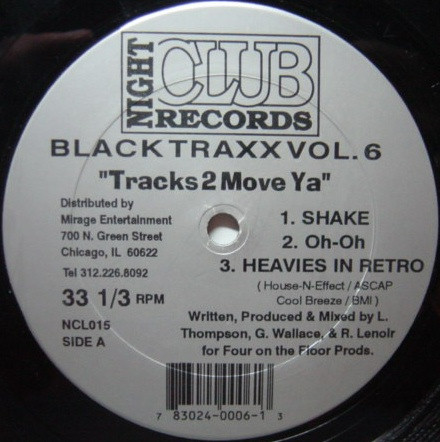 NIGHT
CLUB
RECORDS
BLACK TRAXX VOL. 6
"Tracks 2 Move Ya"
Distributed by
Mirage Entertainment
700 N. Green Street
Chicago, IL 60622
Tel 312.226.8092
33 1/3 RPM
NCL015
SIDE A
1. SHAKE
2. Oh-Oh
3. HEAVIES IN RETRO
( House-N-Effect / ASCAP
Cool Breeze / BMI )
Written, Produced & Mixed by L.
Thompson, G. Wallace, & R. Lenoir
for Four on the Floor Prods.
7 83024-0006-1 3